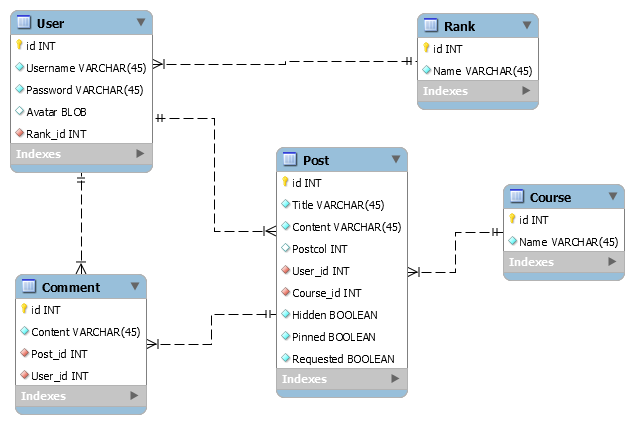 User
id INT
Username VARCHAR(45)
Password VARCHAR(45)
Avatar BLOB
Rank_id INT
Indexes
Rank
id INT
Name VARCHAR(45)
Indexes
Post
id INT
Title VARCHAR(45)
Content VARCHAR(45)
Postcol INT
User_id INT
Course_id INT
Hidden BOOLEAN
Pinned BOOLEAN
Requested BOOLEAN
Indexes
Course
id INT
Name VARCHAR(45)
Indexes
Comment
id INT
Content VARCHAR(45)
Post_id INT
User_id INT
Indexes